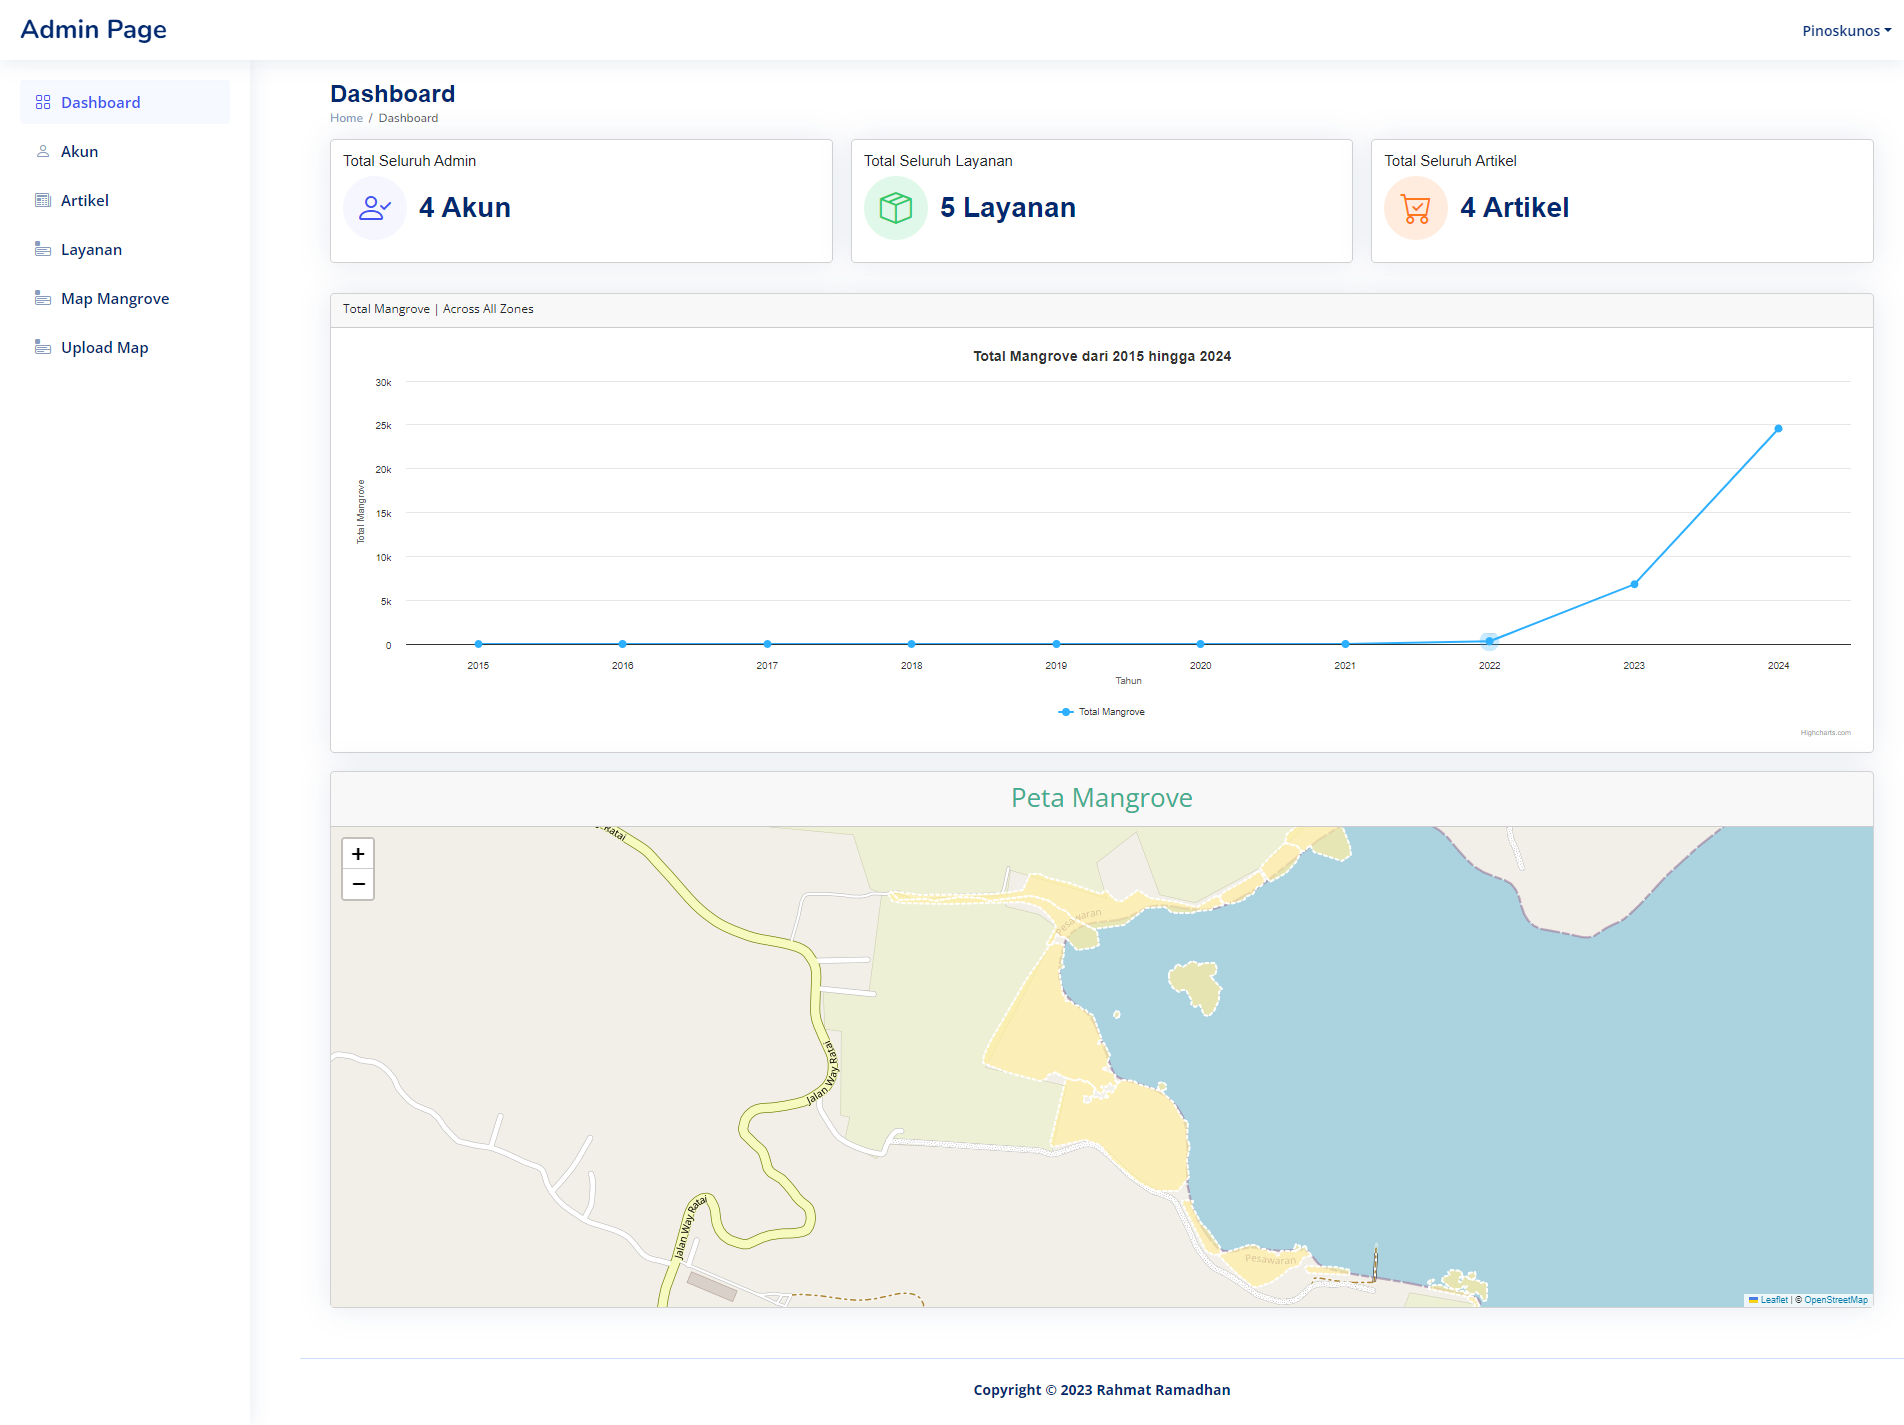 Admin Page
Pinoskunos
Dashboard
Akun
Artikel
Layanan
Map Mangrove
Upload Map
Dashboard
Home / Dashboard
Total Seluruh Admin
4 Akun
Total Seluruh Layanan
5 Layanan
Total Seluruh Artikel
4 Artikel
Total Mangrove | Across All Zones
Total Mangrove dari 2015 hingga 2024
30k
25k
20k
15k
10k
5k
0
Total Mangrove
2015 2016 2017 2018 2019 2020 2021 2022 2023 2024
Tahun
Total Mangrove
Highcharts.com
Peta Mangrove
+
−
Ratai
Pesawaran
Jalan Way Ratai
Jalan Way Ratai
Pesawaran
Leaflet | © OpenStreetMap
Copyright © 2023 Rahmat Ramadhan